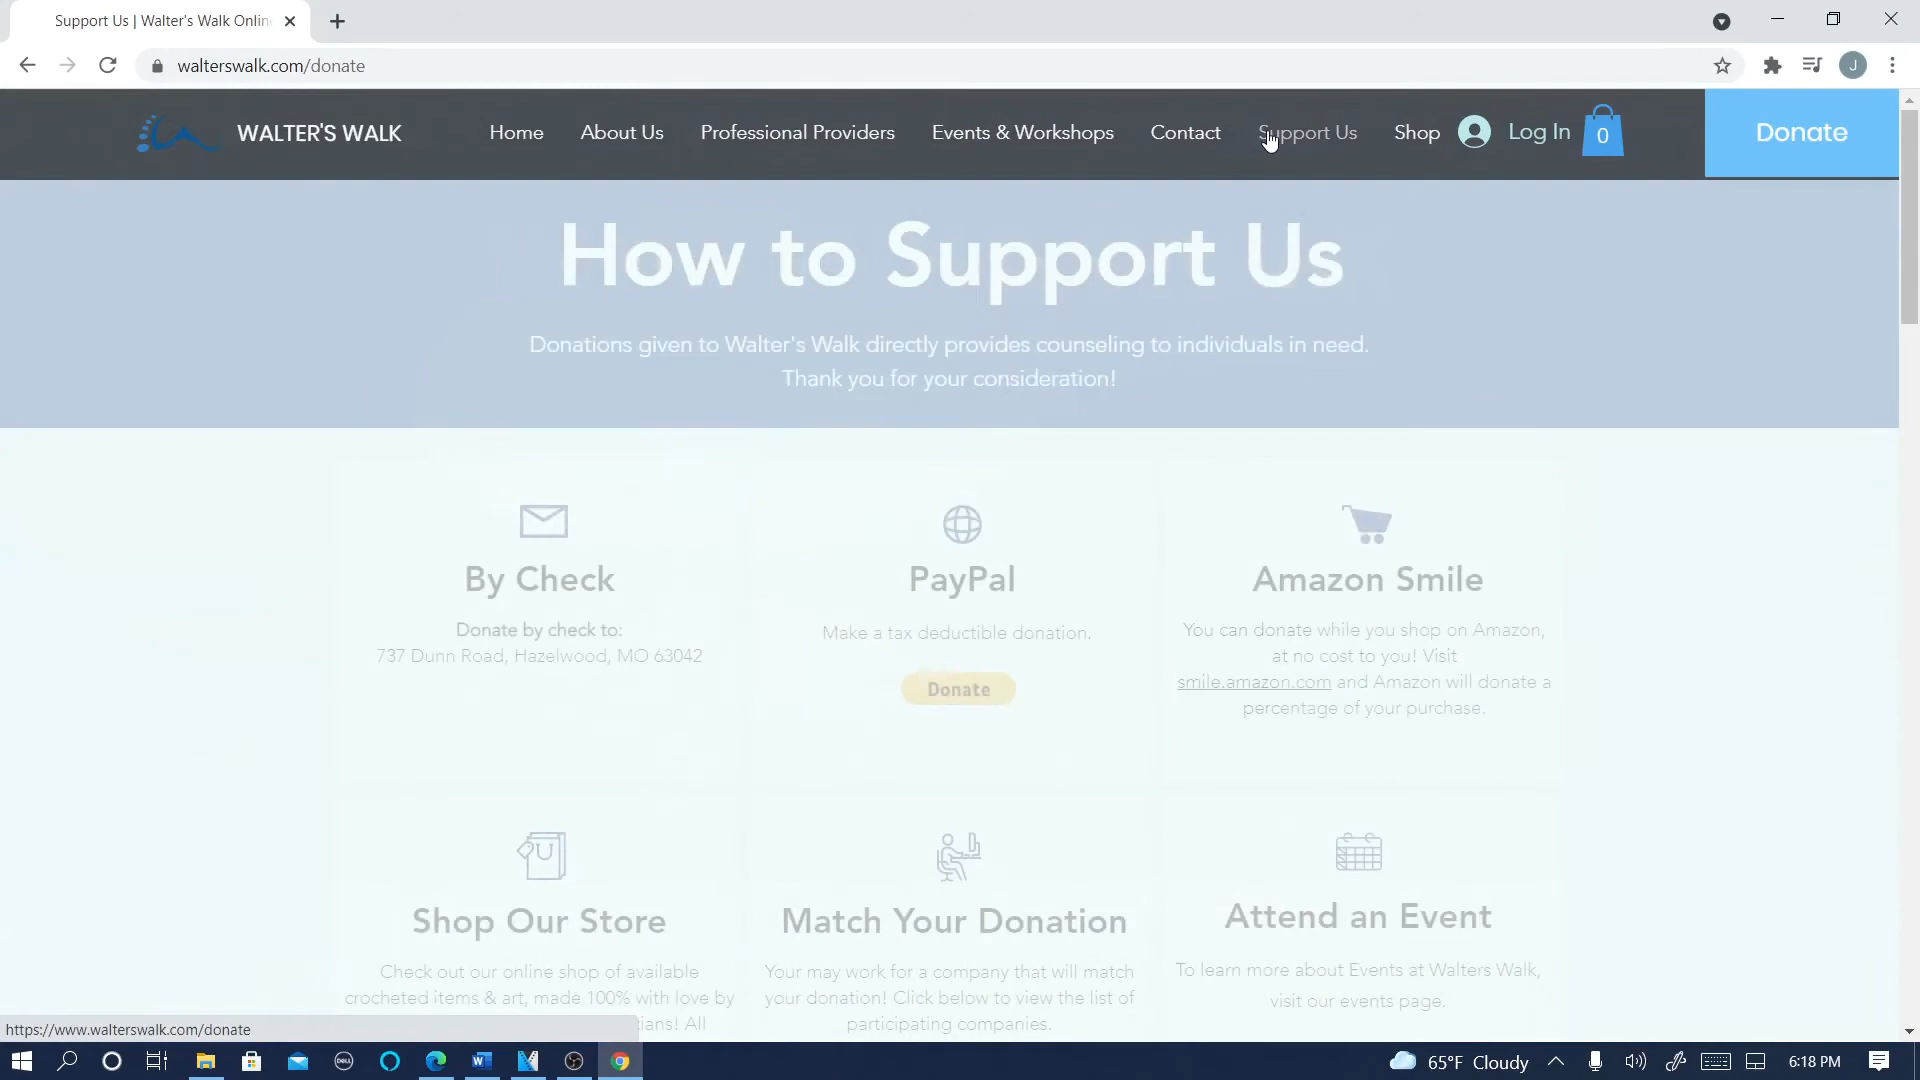 Support Us | Walter's Walk Onlin
walterswalk.com/donate
J
WALTER'S WALK
Home
About Us
Professional Providers
Events & Workshops
Contact
Support Us
Shop
Log In
0
Donate
How to Support Us
Donations given to Walter's Walk directly provides counseling to individuals in need.
Thank you for your consideration!
By Check
Donate by check to:
737 Dunn Road, Hazelwood, MO 63042
PayPal
Make a tax deductible donation.
Donate
Amazon Smile
You can donate while you shop on Amazon,
at no cost to you! Visit
smile.amazon.com and Amazon will donate a
percentage of your purchase.
Shop Our Store
Check out our online shop of available
crocheted items & art, made 100% with love by
ians! All
Match Your Donation
Your may work for a company that will match
your donation! Click below to view the list of
participating companies.
Attend an Event
To learn more about Events at Walters Walk,
visit our events page.
https://www.walterswalk.com/donate
DELL
W
65°F Cloudy
6:18 PM